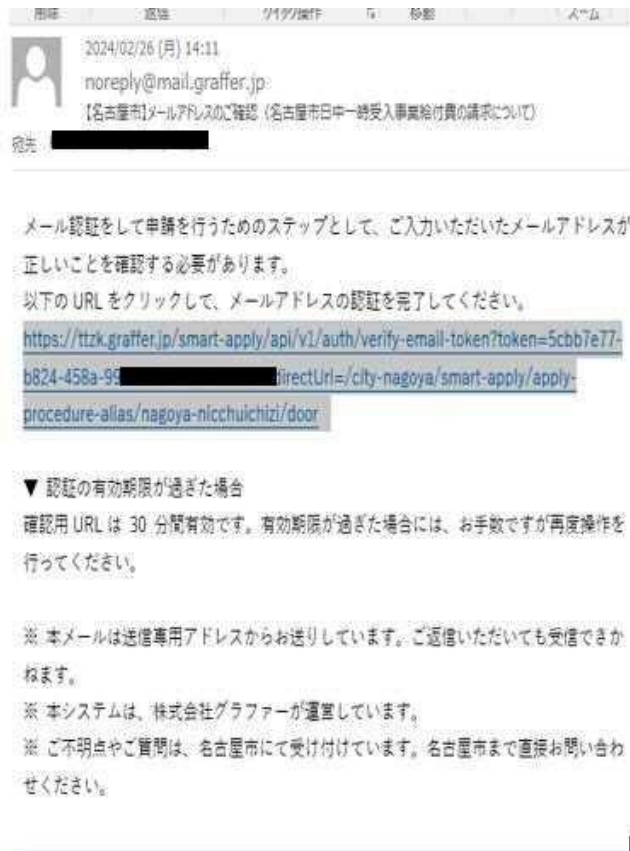 削除
返信
クイック操作
移動
ズーム
2024/02/26 (月) 14:11
noreply@mail.graffer.jp
【名古屋市】メールアドレスのご確認（名古屋市日中一時受入事業給付費の請求について）
宛先
メール認証をして申請を行うためのステップとして、ご入力いただいたメールアドレスが
正しいことを確認する必要があります。
以下の URL をクリックして、メールアドレスの認証を完了してください。
https://ttzk.graffer.jp/smart-apply/api/v1/auth/verify-email-token?token=5cbb7e77-
b824-458a-99
directUrl=/city-nagoya/smart-apply/apply-
procedure-alias/nagoya-nicchuichizi/door
▼ 認証の有効期限が過ぎた場合
確認用 URL は 30 分間有効です。有効期限が過ぎた場合には、お手数ですが再度操作を
行ってください。
※ 本メールは送信専用アドレスからお送りしています。ご返信いただいても受信できか
ねます。
※ 本システムは、株式会社グラファーが運営しています。
※ ご不明点やご質問は、名古屋市にて受け付けています。名古屋市まで直接お問い合わ
せください。